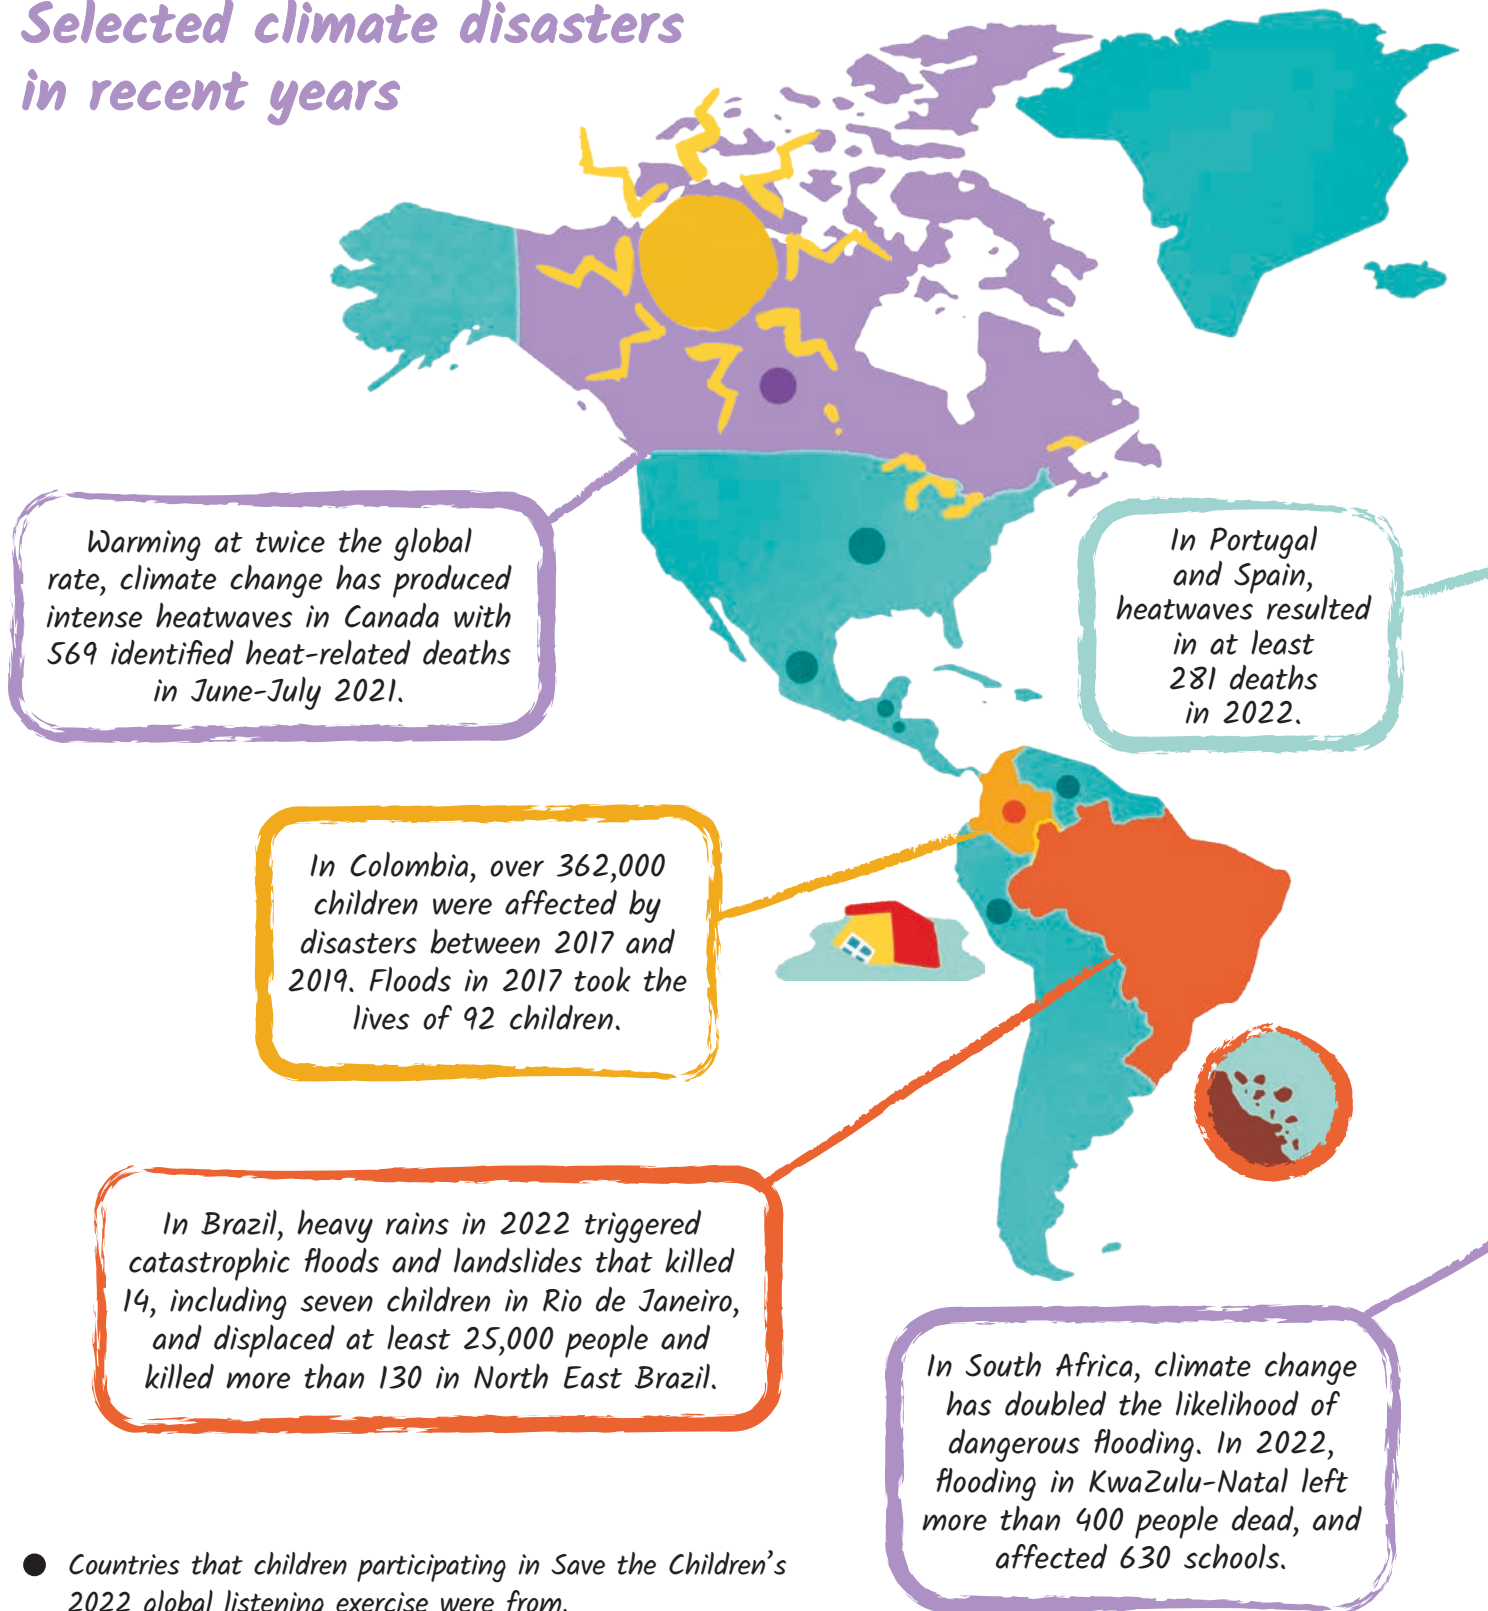 Selected climate disasters
in recent years
Warming at twice the global
rate, climate change has produced
intense heatwaves in Canada with
569 identified heat-related deaths
in June-July 2021.
In Portugal
and Spain,
heatwaves resulted
in at least
281 deaths
in 2022.
In Colombia, over 362,000
children were affected by
disasters between 2017 and
2019. Floods in 2017 took the
lives of 92 children.
In Brazil, heavy rains in 2022 triggered
catastrophic floods and landslides that killed
14, including seven children in Rio de Janeiro,
and displaced at least 25,000 people and
killed more than 130 in North East Brazil.
In South Africa, climate change
has doubled the likelihood of
dangerous flooding. In 2022,
flooding in KwaZulu-Natal left
more than 400 people dead, and
affected 630 schools.
Countries that children participating in Save the Children's
2022 global listening exercise were from.